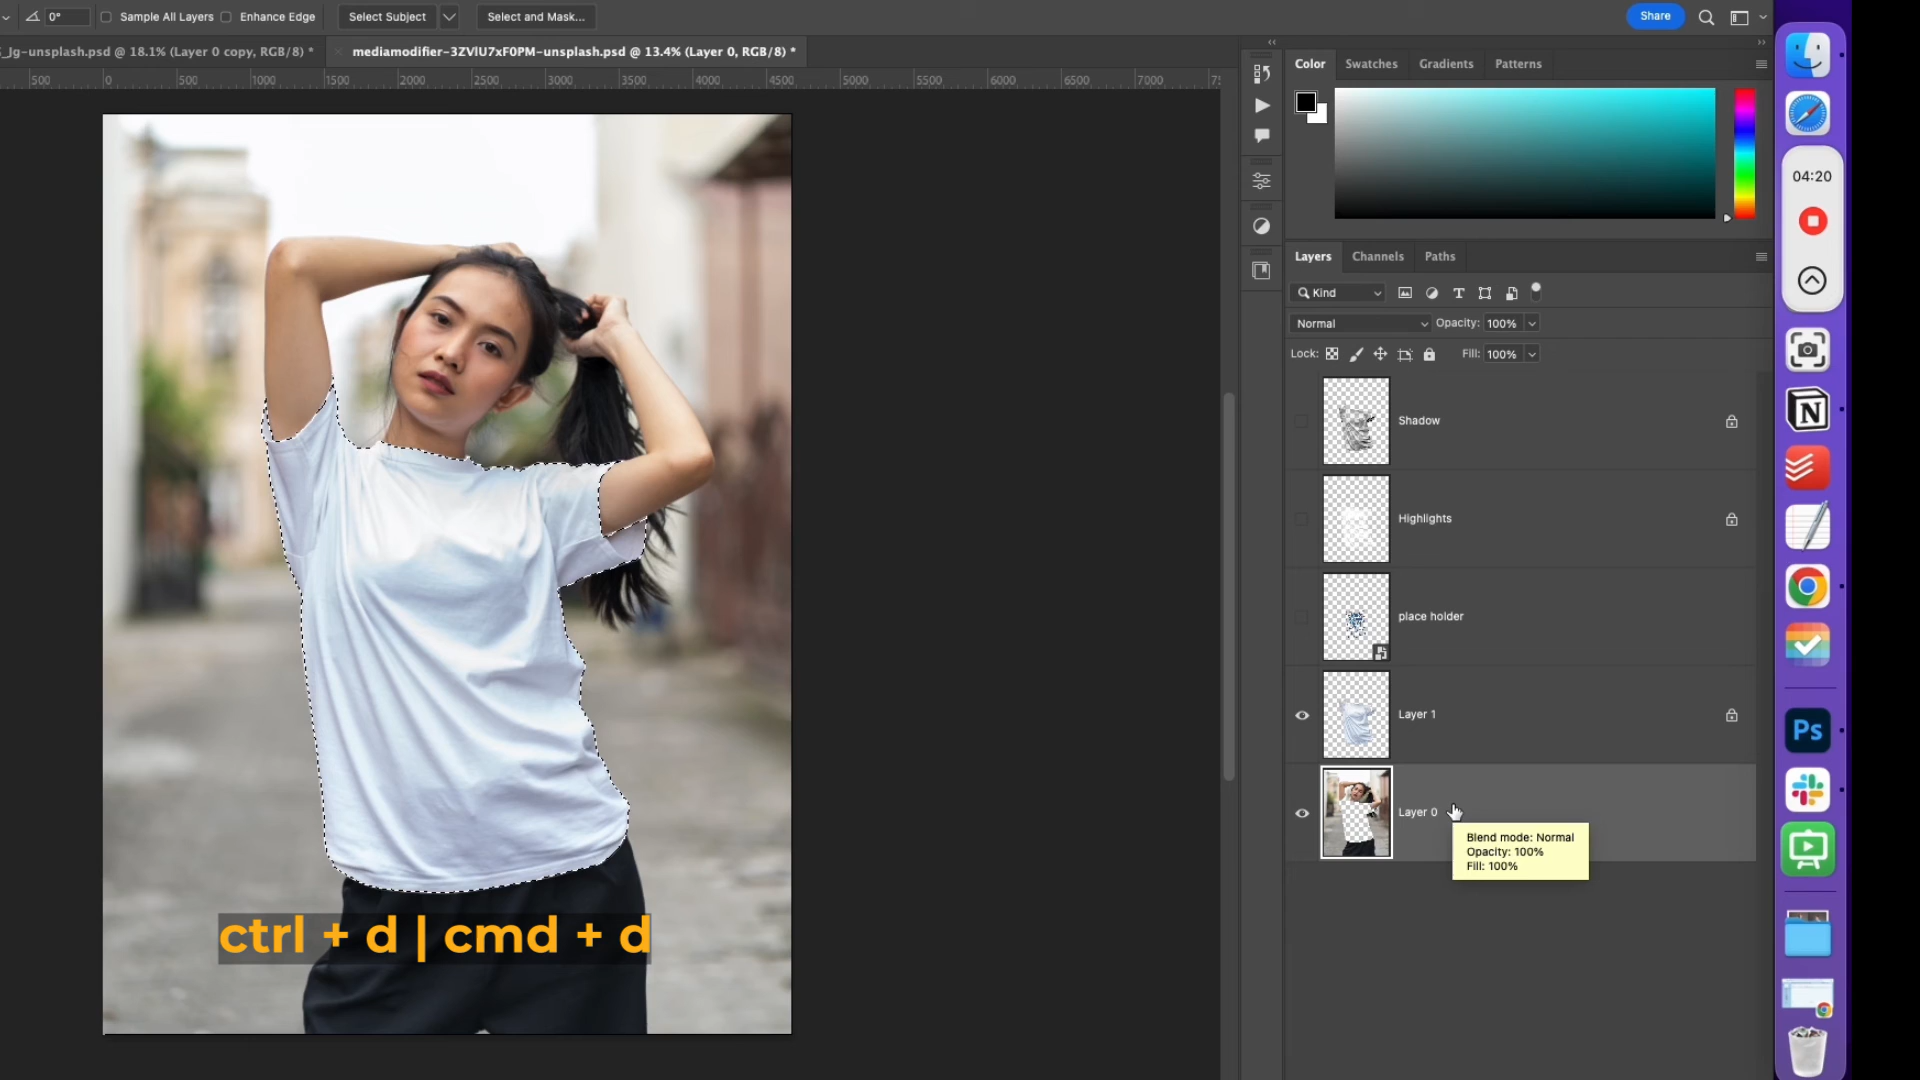 0°
Sample All Layers
Enhance Edge
Select Subject
Select and Mask...
Share
_Jg-unsplash.psd @ 18.1% (Layer 0 copy, RGB/8) *
mediamodifier-3ZVlU7xF0PM-unsplash.psd @ 13.4% (Layer 0, RGB/8) *
500 0 500 1000 1500 2000 2500 3000 3500 4000 4500 5000 5500 6000 6500 7000
Color Swatches Gradients Patterns
04:20
Layers Channels Paths
Kind
Normal Opacity: 100%
Lock: Fill: 100%
Shadow
Highlights
place holder
Layer 1
Layer 0
Blend mode: Normal
Opacity: 100%
Fill: 100%
Ps
ctrl + d | cmd + d